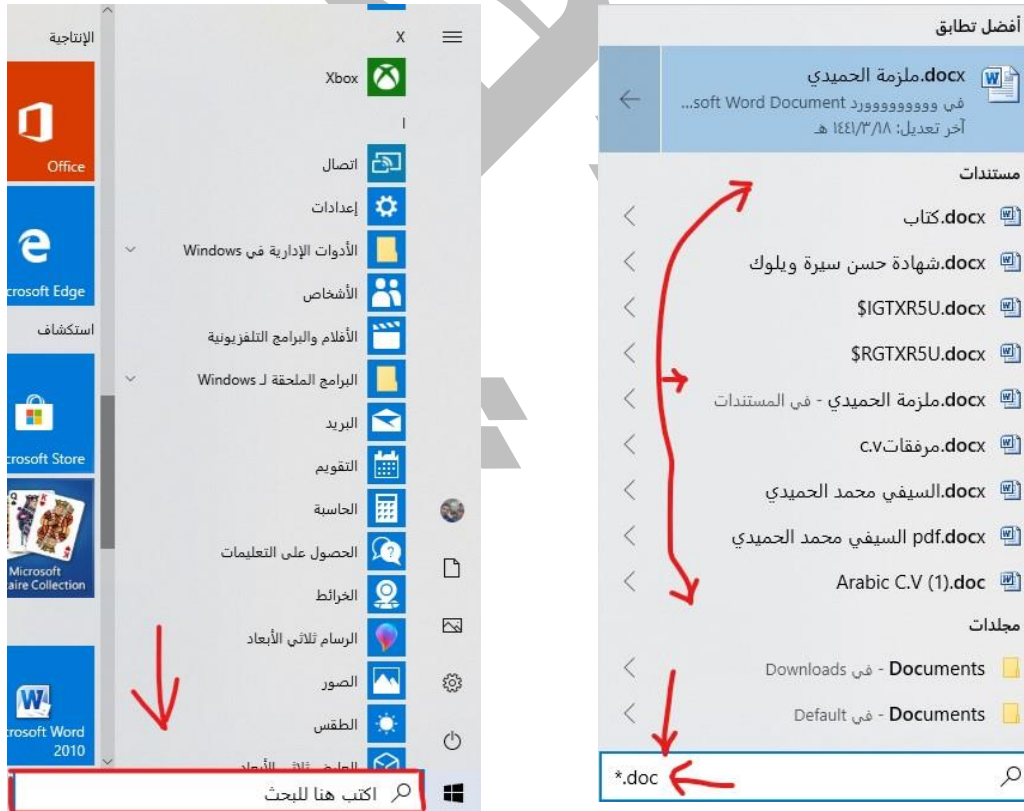 أفضل تطابق
ملزمة الحميدي.docx
في وووووووووورد soft Word Document...
آخر تعديل: ١٤٤١/٣/١٨ هـ
مستندات
كتاب.docx
شهادة حسن سيرة ويلوك.docx
$IGTXR5U.docx
$RGTXR5U.docx
ملزمة الحميدي.docx - في المستندات
مرفقاتc.v.docx
السيفي محمد الحميدي.docx
السيفي محمد الحميدي pdf.docx
Arabic C.V (1).doc
مجلدات
Documents - في Downloads
Documents - في Default
*.doc
X
Xbox
ا
اتصال
إعدادات
الأدوات الإدارية في Windows
الأشخاص
الأفلام والبرامج التلفزيونية
البرامج الملحقة لـ Windows
البريد
التقويم
الحاسبة
الحصول على التعليمات
الخرائط
الرسام ثلاثي الأبعاد
الصور
الطقس
العارض ثلاثي الأبعاد
اكتب هنا للبحث
الإنتاجية
Office
crosoft Edge
استكشاف
crosoft Store
Microsoft
aire Collection
crosoft Word
2010